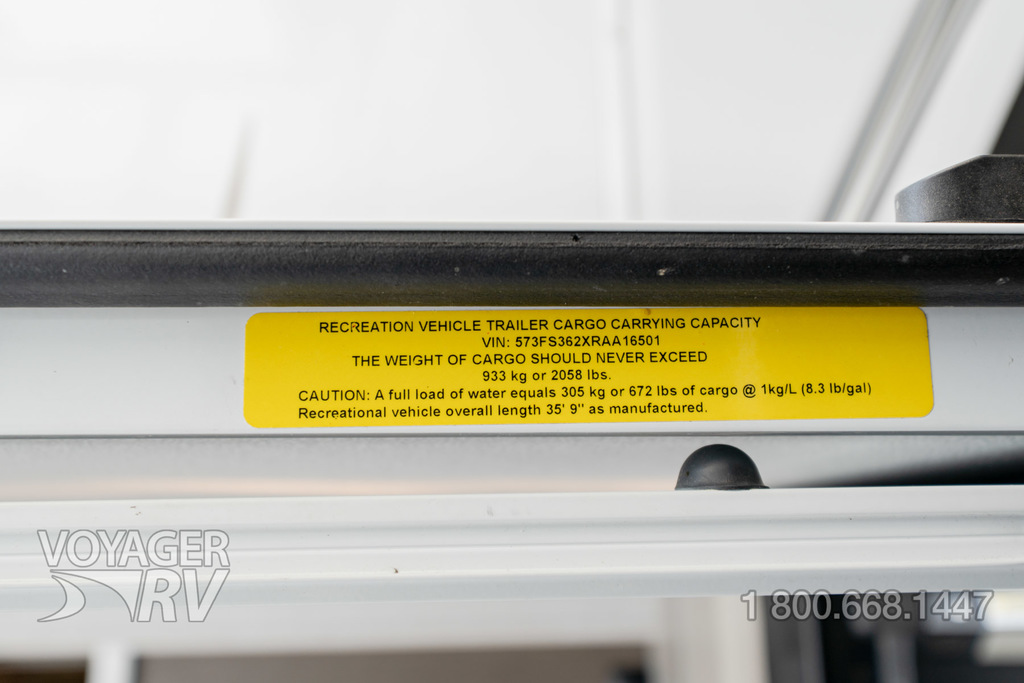 RECREATION VEHICLE TRAILER CARGO CARRYING CAPACITY
VIN: 573FS362XRAA16501
THE WEIGHT OF CARGO SHOULD NEVER EXCEED
933 kg or 2058 lbs.
CAUTION: A full load of water equals 305 kg or 672 lbs of cargo @ 1kg/L (8.3 lb/gal)
Recreational vehicle overall length 35' 9" as manufactured.
VOYAGER
RV
1 800.668.1447